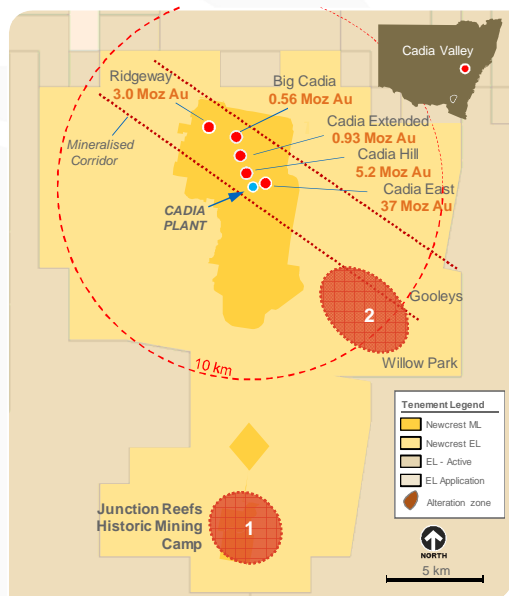 Cadia Valley
Ridgeway
3.0 Moz Au
Big Cadia
0.56 Moz Au
Cadia Extended
0.93 Moz Au
Cadia Hill
5.2 Moz Au
Cadia East
37 Moz Au
Mineralised
Corridor
CADIA
PLANT
Gooleys
2
Willow Park
10 km
Tenement Legend
Newcrest ML
Newcrest EL
EL - Active
EL Application
Alteration zone
Junction Reefs
Historic Mining
Camp
1
NORTH
5 km